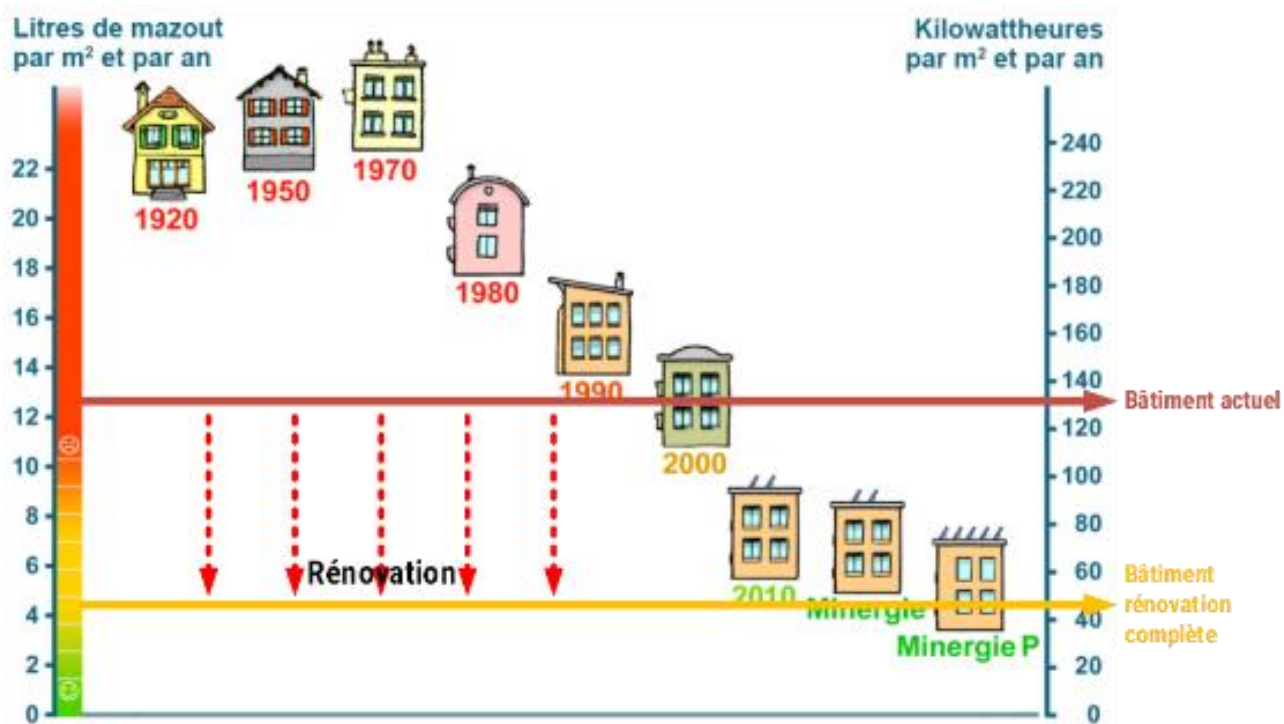 Litres de mazout
par m² et par an
Kilowattheures
par m² et par an
1920
1950
1970
1980
1990
2000
2010
Minergie
Minergie P
22
20
18
16
14
12
10
8
6
4
2
0
240
220
200
180
160
140
120
100
80
60
40
20
0
Bâtiment actuel
Rénovation
Bâtiment
rénovation
complète